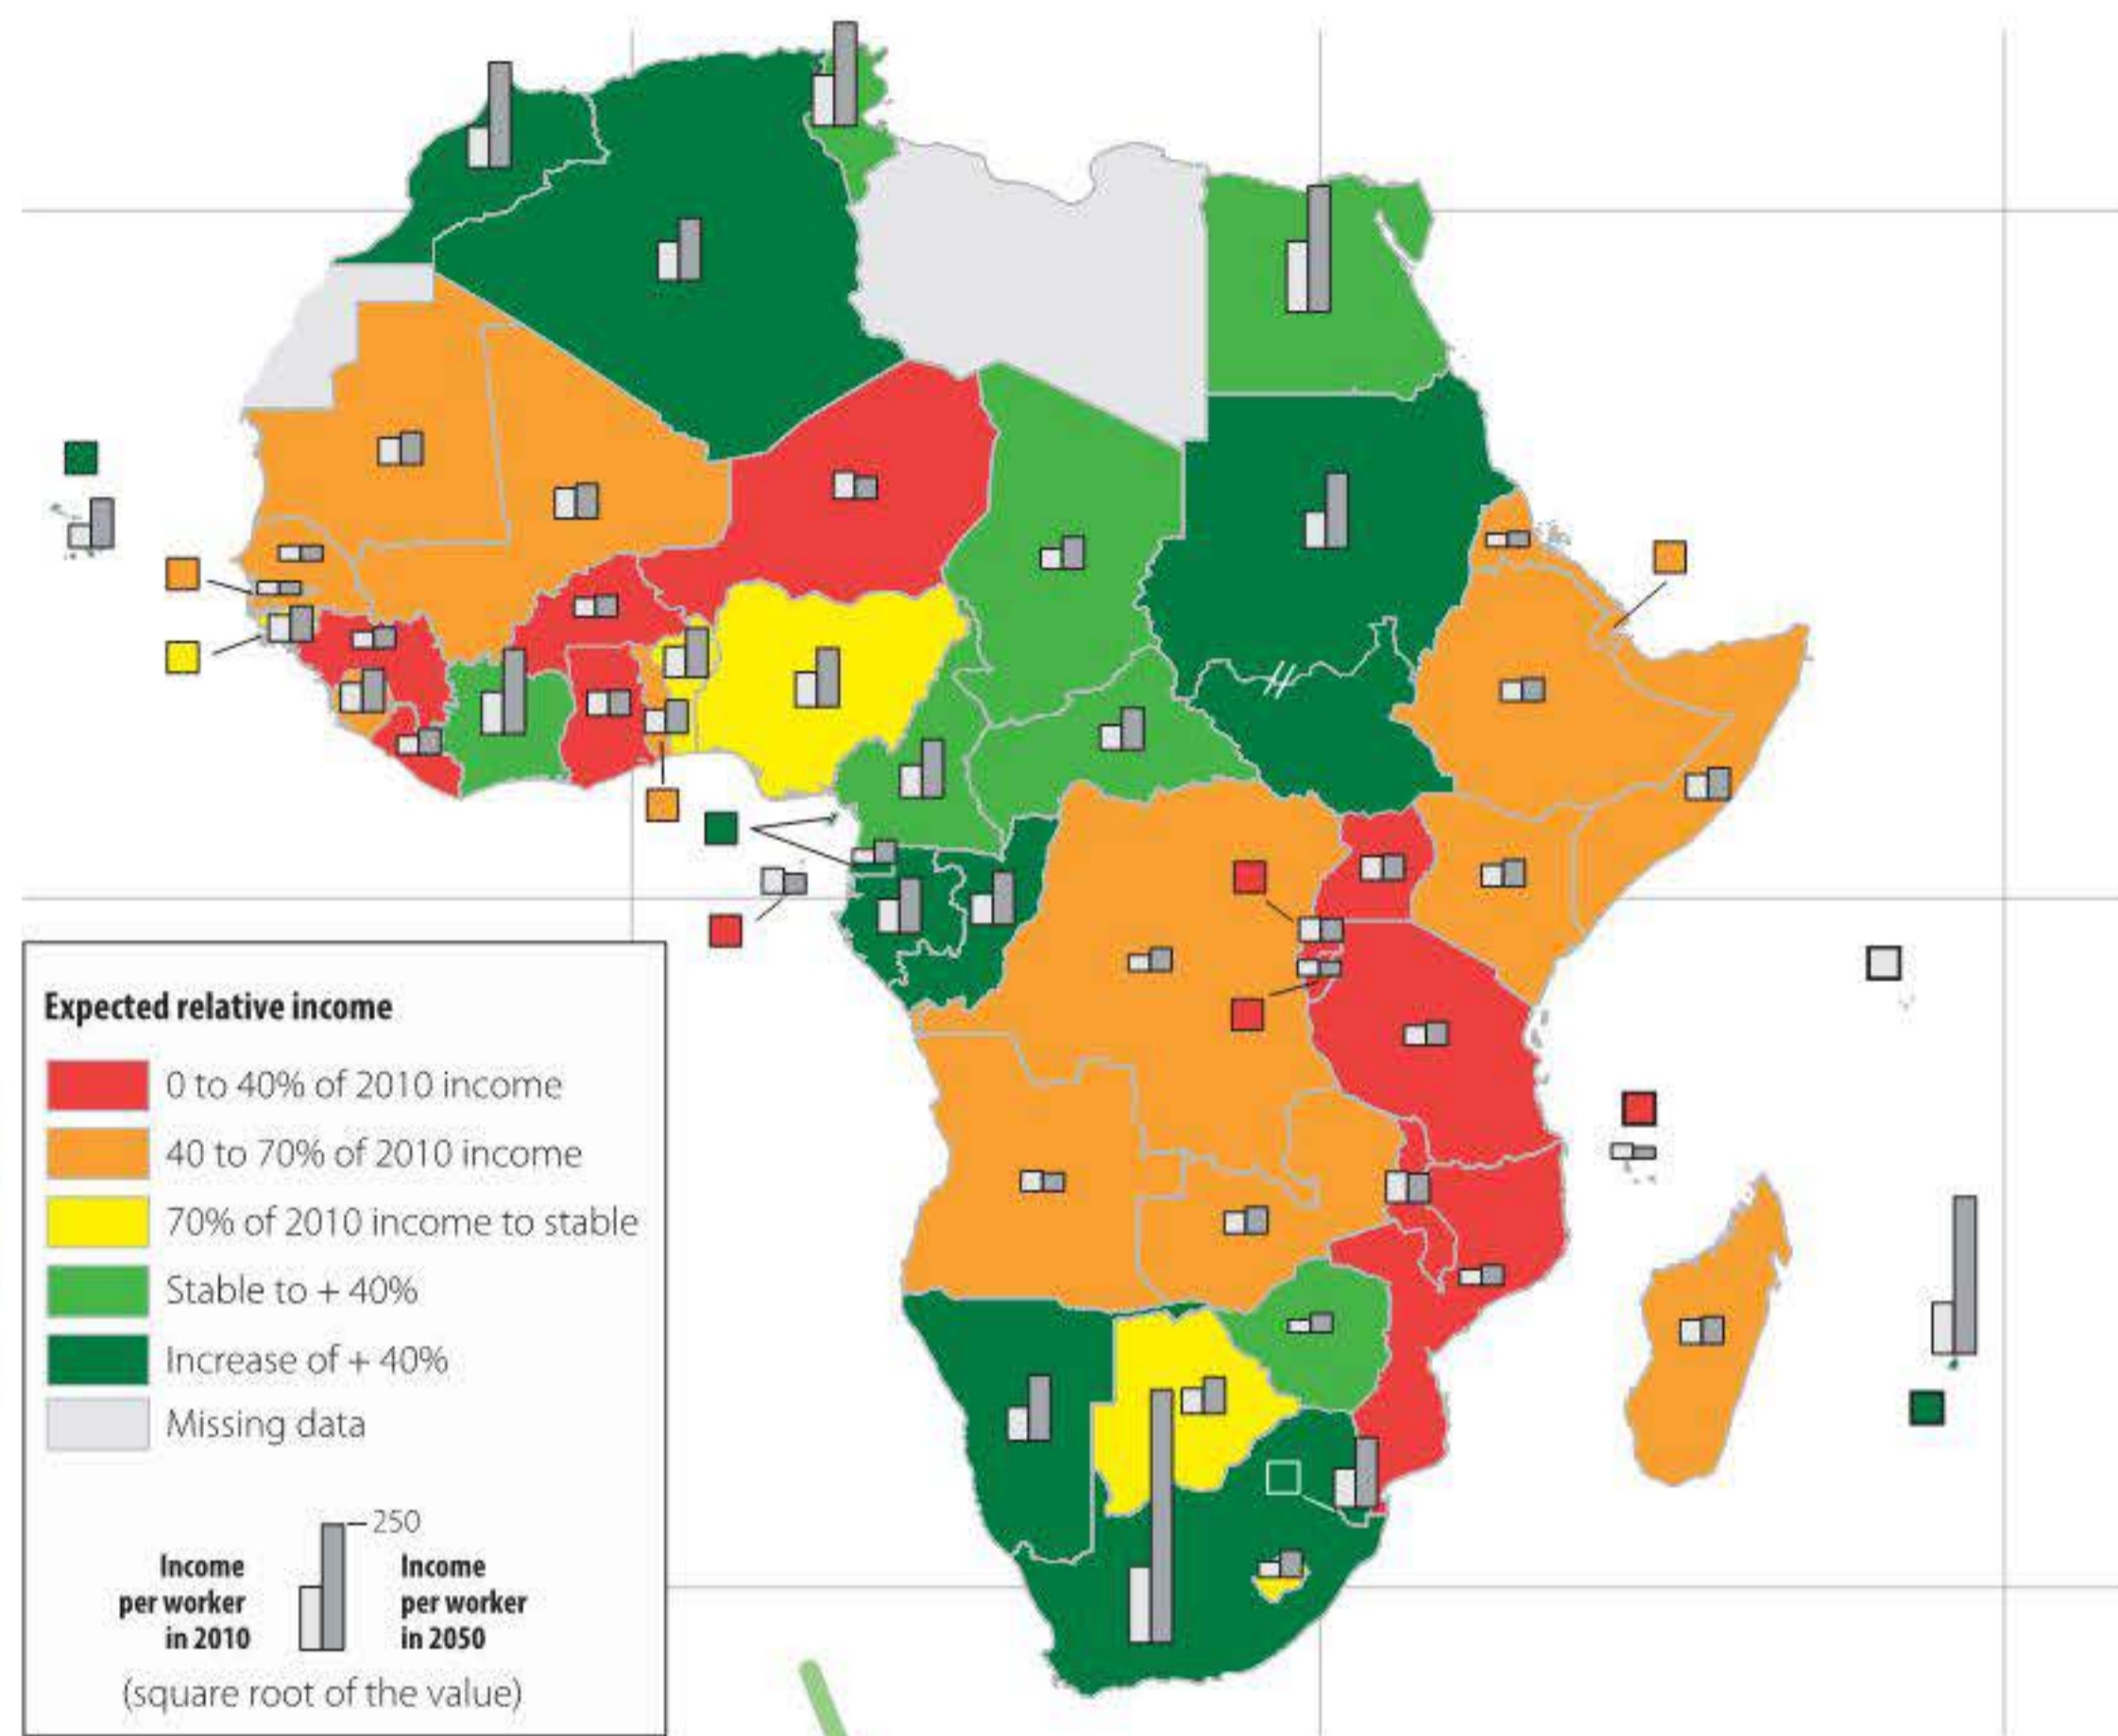 Expected relative income
0 to 40% of 2010 income
40 to 70% of 2010 income
70% of 2010 income to stable
Stable to + 40%
Increase of + 40%
Missing data
250
Income
per worker
in 2010
Income
per worker
in 2050
(square root of the value)